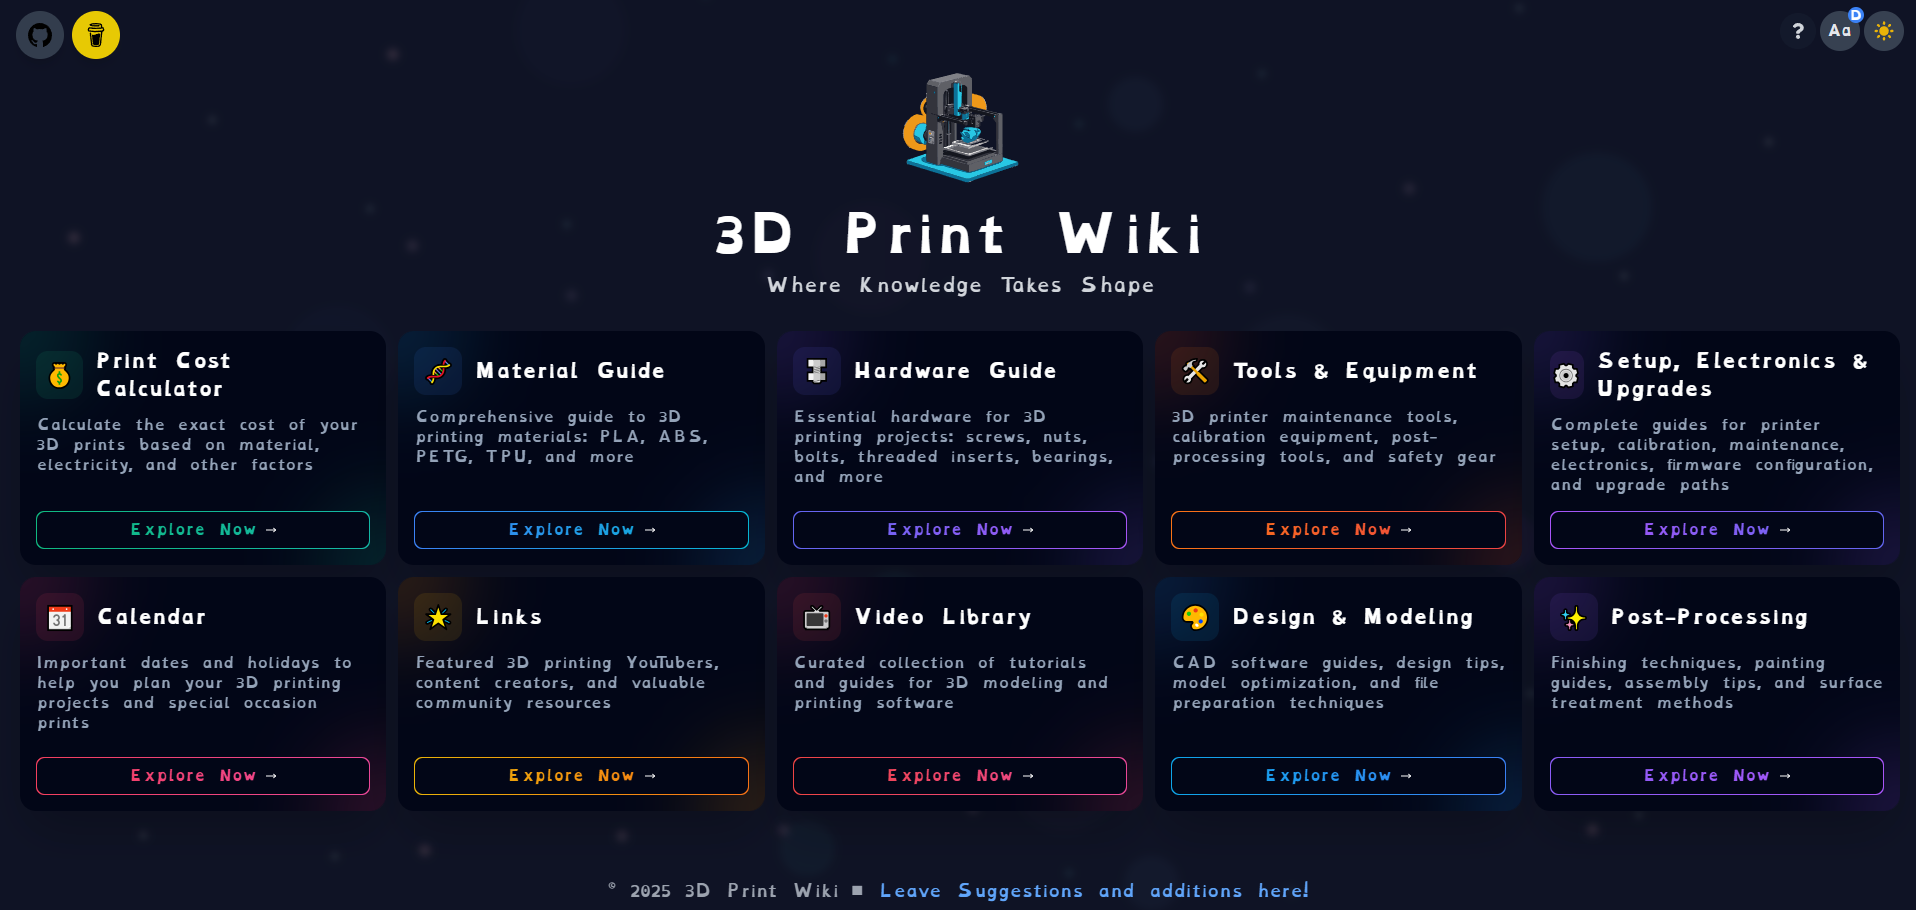 ?
Aa
D
3D Print Wiki
Where Knowledge Takes Shape
Print Cost
Calculator
Calculate the exact cost of your
3D prints based on material,
electricity, and other factors
Explore Now →
Material Guide
Comprehensive guide to 3D
printing materials: PLA, ABS,
PETG, TPU, and more
Explore Now →
Hardware Guide
Essential hardware for 3D
printing projects: screws, nuts,
bolts, threaded inserts, bearings,
and more
Explore Now →
Tools & Equipment
3D printer maintenance tools,
calibration equipment, post-
processing tools, and safety gear
Explore Now →
Setup, Electronics &
Upgrades
Complete guides for printer
setup, calibration, maintenance,
electronics, firmware configuration,
and upgrade paths
Explore Now →
31
Calendar
Important dates and holidays to
help you plan your 3D printing
projects and special occasion
prints
Explore Now →
Links
Featured 3D printing YouTubers,
content creators, and valuable
community resources
Explore Now →
Video Library
Curated collection of tutorials
and guides for 3D modeling and
printing software
Explore Now →
Design & Modeling
CAD software guides, design tips,
model optimization, and file
preparation techniques
Explore Now →
Post-Processing
Finishing techniques, painting
guides, assembly tips, and surface
treatment methods
Explore Now →
© 2025 3D Print Wiki ■ Leave Suggestions and additions here!